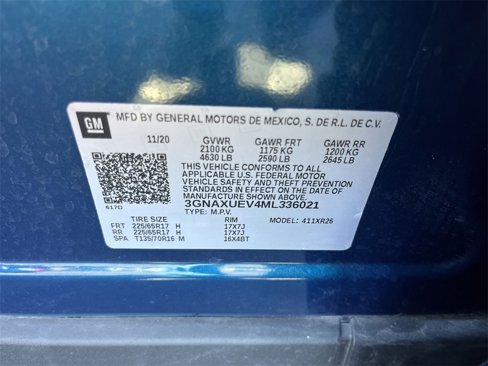 GM
MFD BY GENERAL MOTORS DE MEXICO, S. DE R.L. DE C.V.
11/20 GVWR GAWR FRT GAWR RR
2100 KG 1175 KG 1200 KG
4630 LB 2590 LB 2645 LB
THIS VEHICLE CONFORMS TO ALL
APPLICABLE U.S. FEDERAL MOTOR
VEHICLE SAFETY AND THEFT PREVENTION
STANDARDS IN EFFECT ON THE DATE OF
MANUFACTURE SHOWN ABOVE.
3GNAXUEV4ML336021
617D
TYPE: M.P.V. MODEL: 411XR26
TIRE SIZE RIM
FRT 225/65R17 H 17X7J
RR 225/65R17 H 17X7J
SPA T135/70R16 M 16X4BT